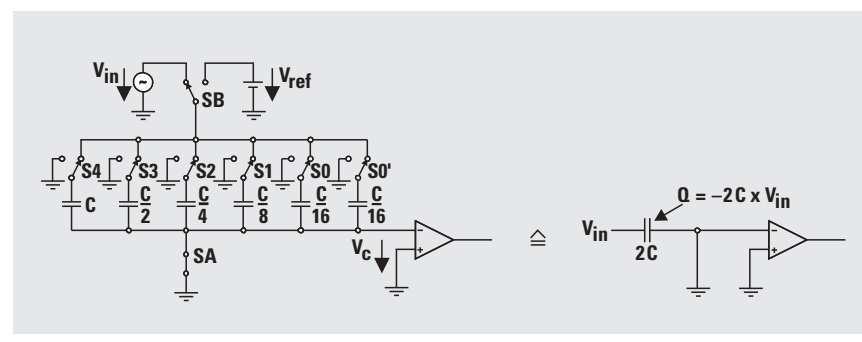 Vin
Vref
SB
S4 S3 S2 S1 S0 S0'
C C/2 C/4 C/8 C/16 C/16
SA
Vc
− +
≙
Q = −2C x Vin
Vin
2C
− +